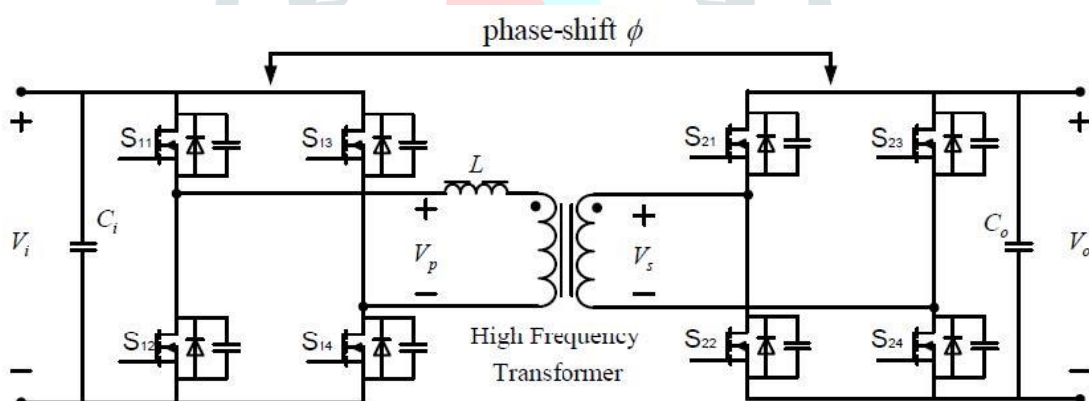 phase-shift ϕ
S11
S13
S21
S23
L
+
+
+
+
Vi
Ci
Vp
Vs
Co
Vo
−
−
−
−
S12
S14
High Frequency
Transformer
S22
S24